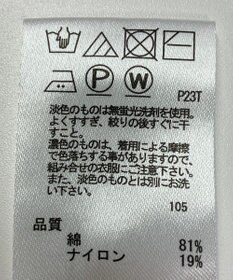 P W
P23T
淡色のものは無蛍光洗剤を使用。
よくすすぎ、絞りの後すぐに干
すこと。
濃色のものは、着用による摩擦
で色落ちする事がありますので、
組み合せの衣服にご注意下さい。
また、淡色のものとは別にお洗
い下さい。
105
品質
綿 81%
ナイロン 19%